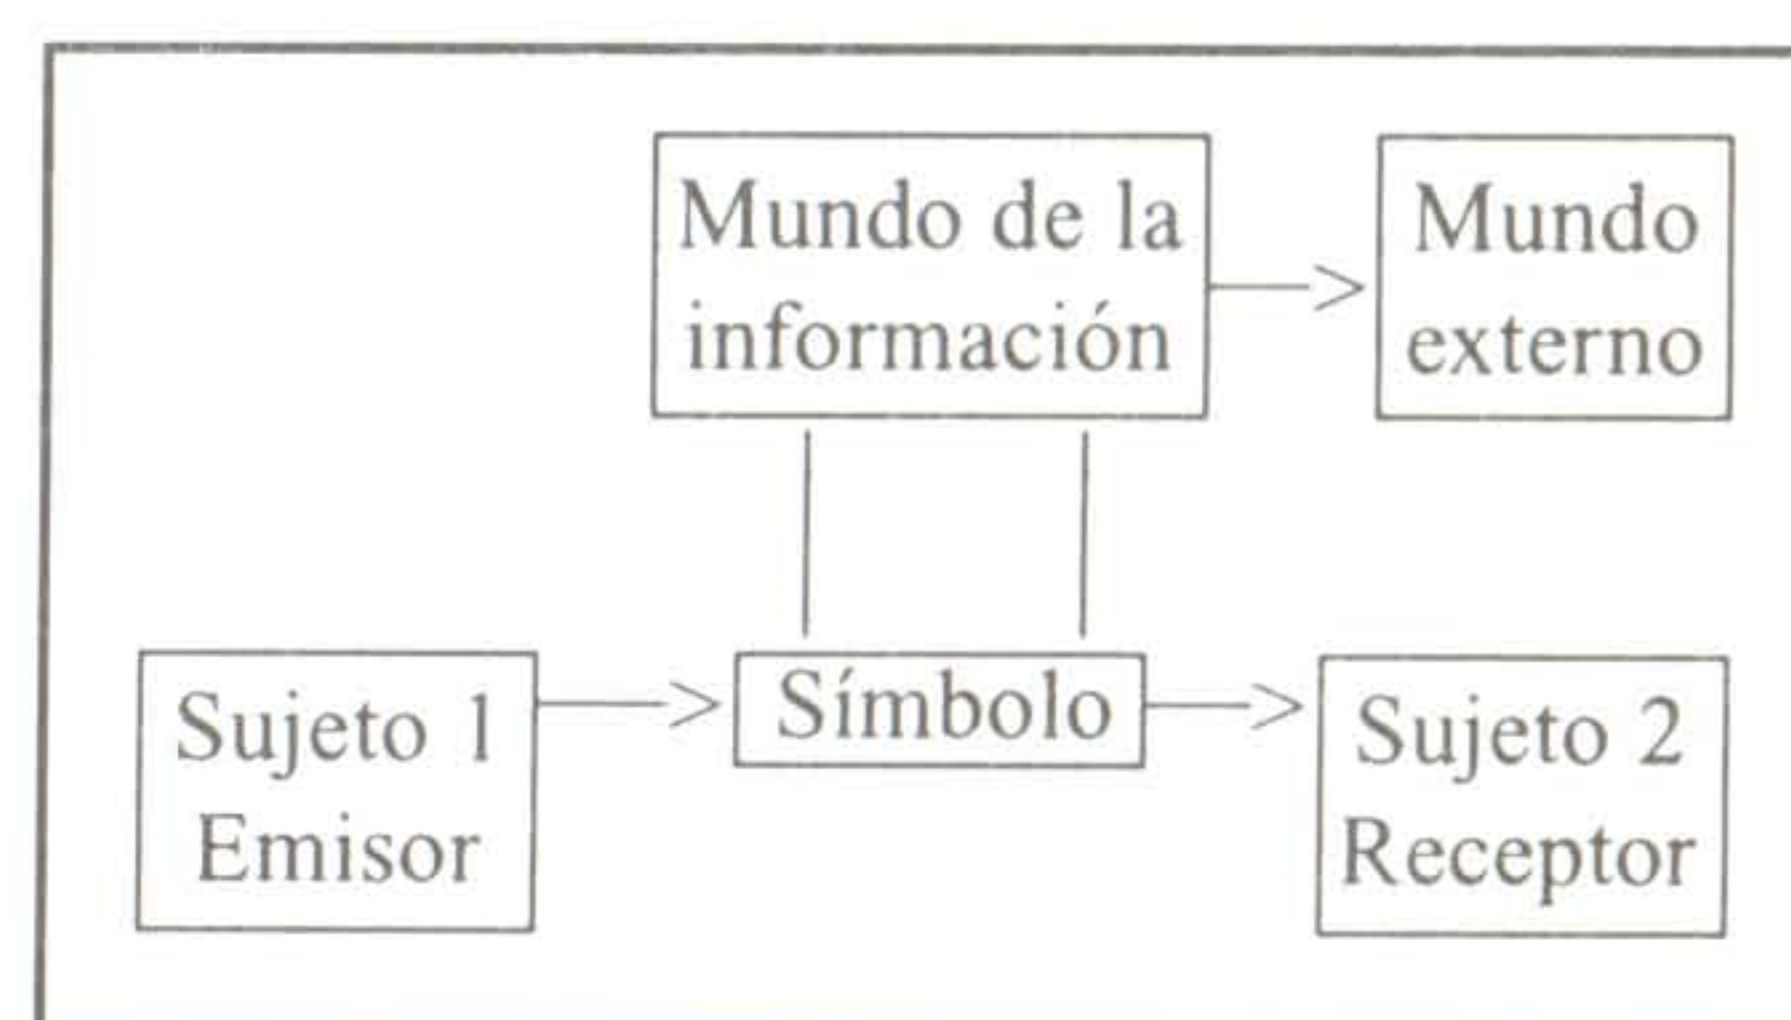 Mundo de la
información
Mundo
externo
Sujeto 1
Emisor
Símbolo
Sujeto 2
Receptor